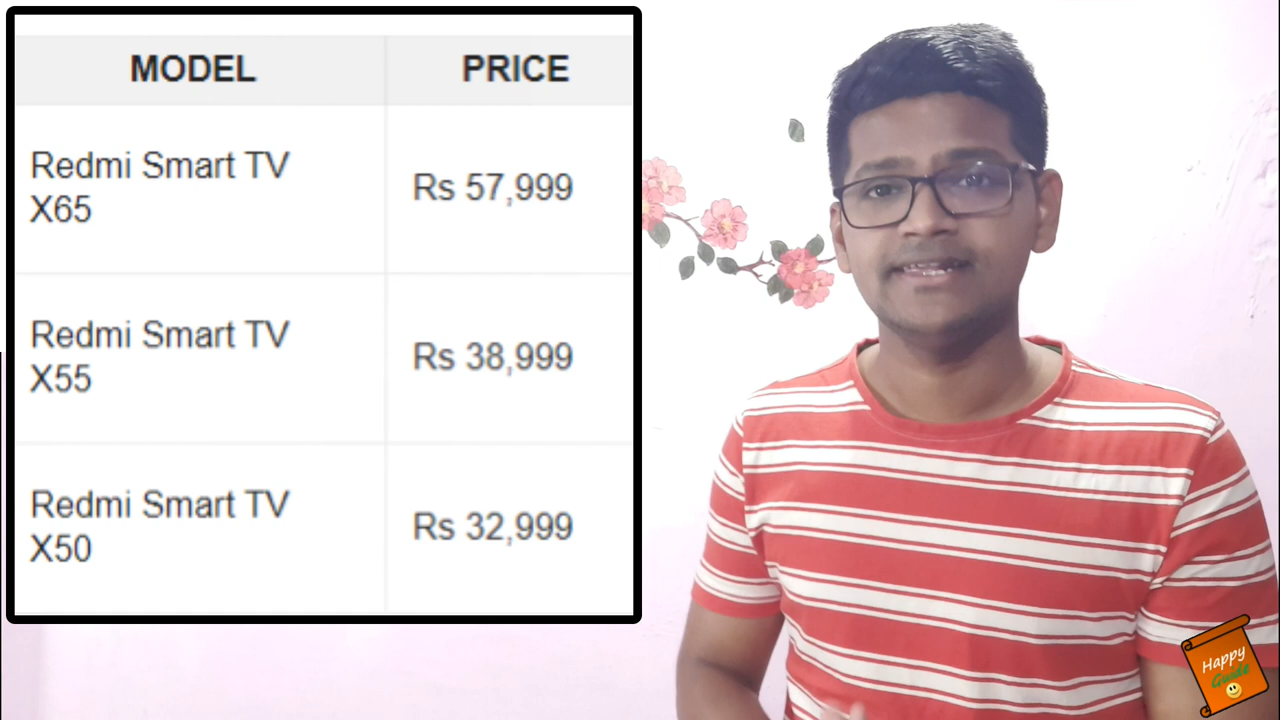 MODEL PRICE
Redmi Smart TV
X65
Rs 57,999
Redmi Smart TV
X55
Rs 38,999
Redmi Smart TV
X50
Rs 32,999
Happy
Guide